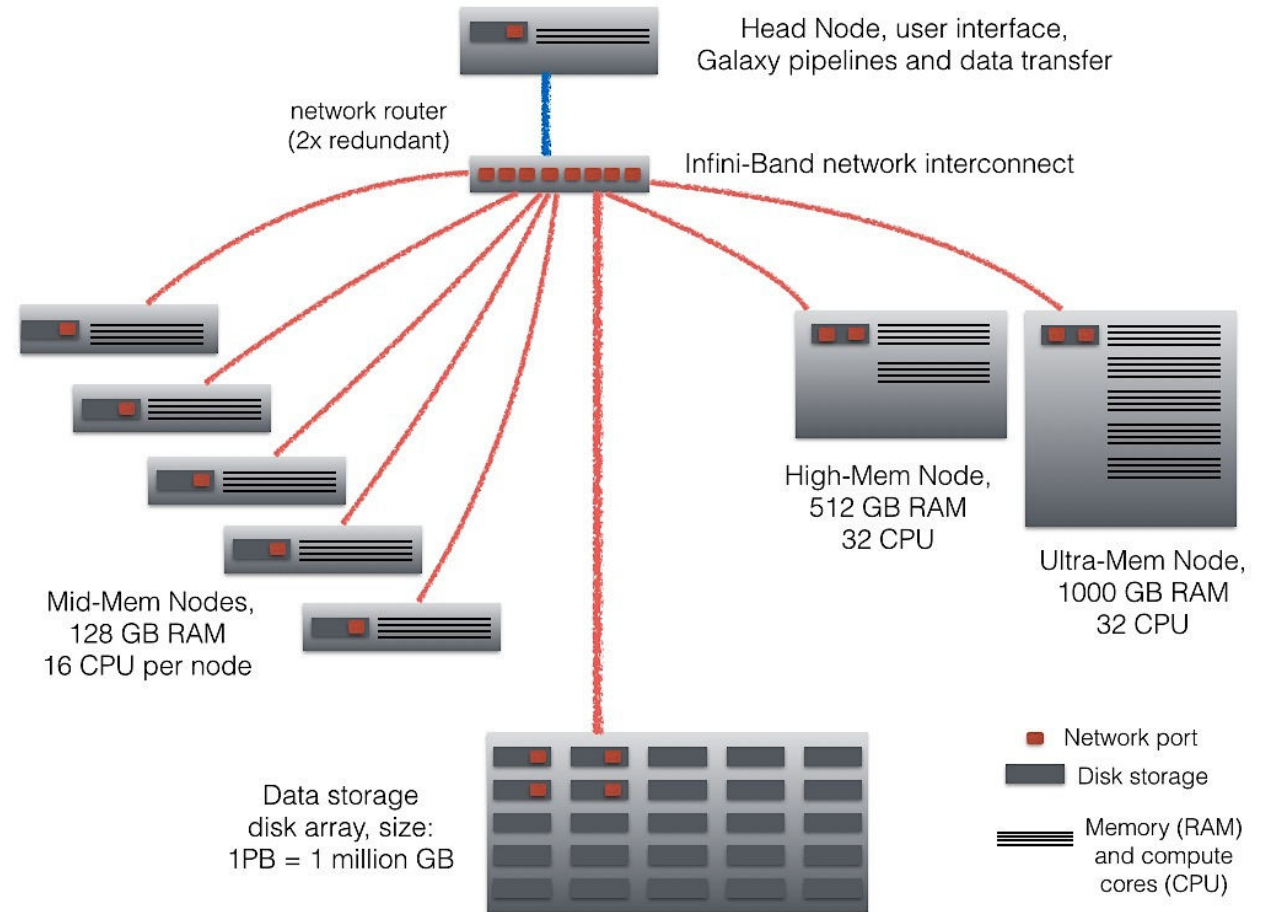 Head Node, user interface,
Galaxy pipelines and data transfer
network router
(2x redundant)
Infini-Band network interconnect
High-Mem Node,
512 GB RAM
32 CPU
Ultra-Mem Node,
1000 GB RAM
32 CPU
Mid-Mem Nodes,
128 GB RAM
16 CPU per node
Data storage
disk array, size:
1PB = 1 million GB
Network port
Disk storage
Memory (RAM)
and compute
cores (CPU)